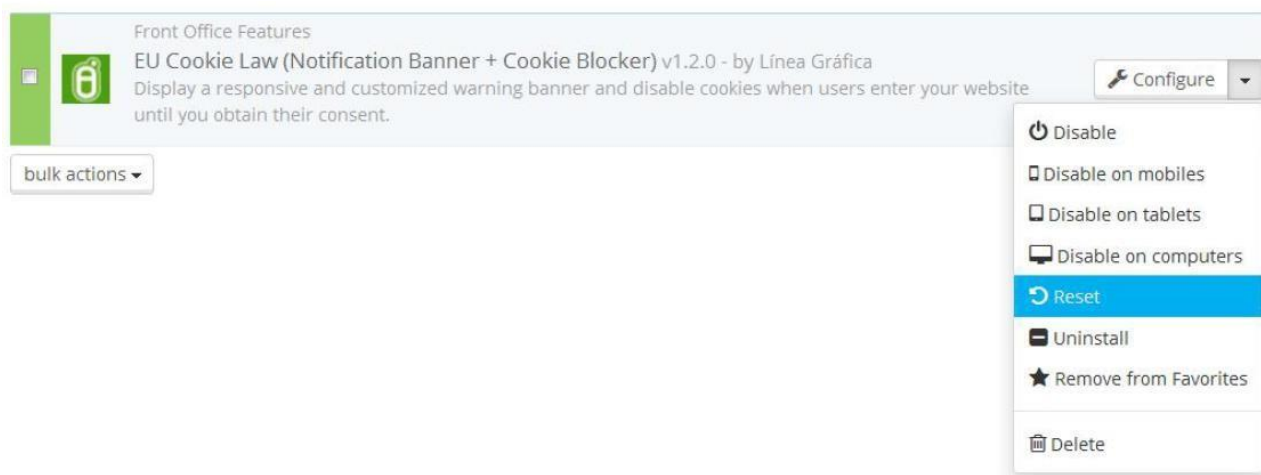 Front Office Features
EU Cookie Law (Notification Banner + Cookie Blocker) v1.2.0 - by Línea Gráfica
Display a responsive and customized warning banner and disable cookies when users enter your website
until you obtain their consent.
Configure
bulk actions
Disable
Disable on mobiles
Disable on tablets
Disable on computers
Reset
Uninstall
Remove from Favorites
Delete